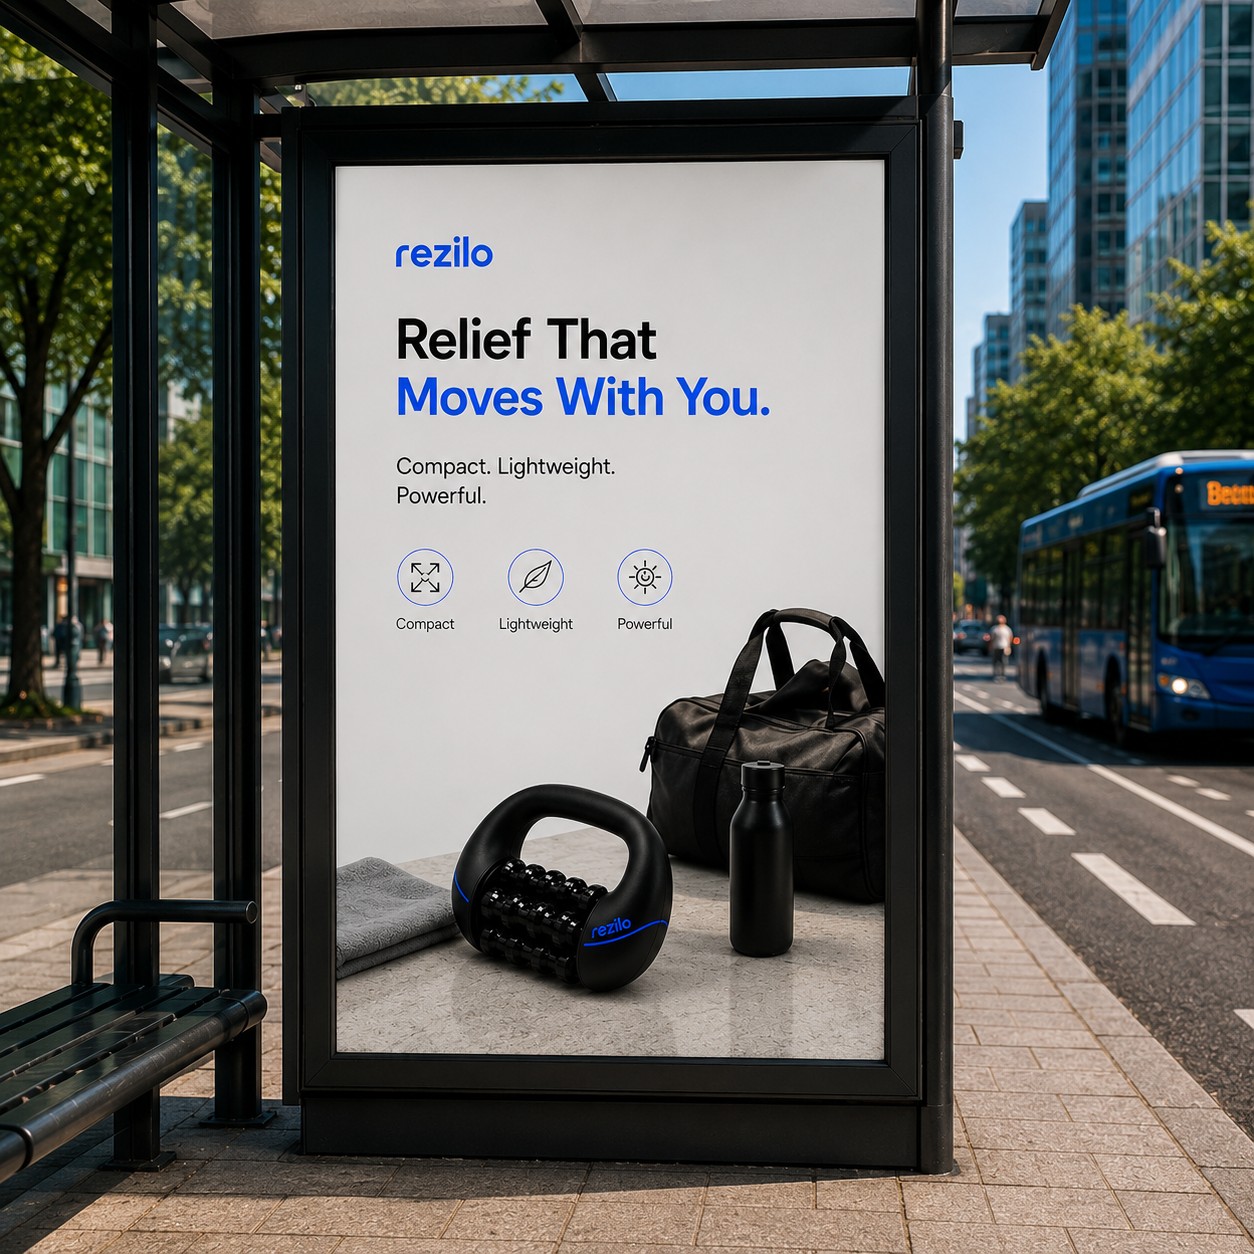 rezilo
Relief That
Moves With You.
Compact. Lightweight.
Powerful.
Compact
Lightweight
Powerful
rezilo